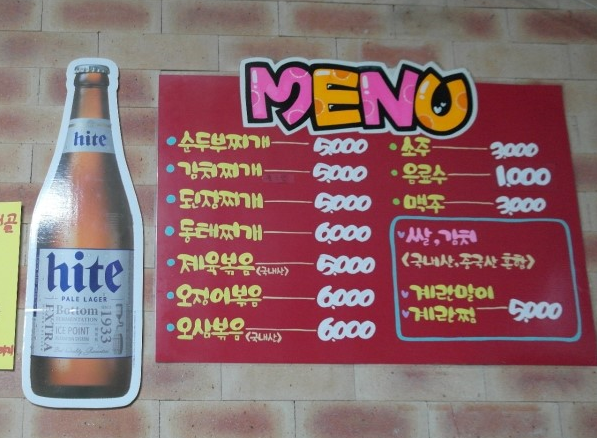 MENU
순두부찌개 5,000
김치찌개 5,000
된장찌개 5,000
동태찌개 6,000
제육볶음<국내산> 5,000
오징어볶음 6,000
오삼볶음<국내산> 6,000
소주 3,000
음료수 1,000
맥주 3,000
쌀,김치
<국내산,중국산 혼합>
계란말이
계란찜 5,000
hite
hite
PALE LAGER
Bottom
FERMENTATION
ICE POINT
EXTRA
1933
골